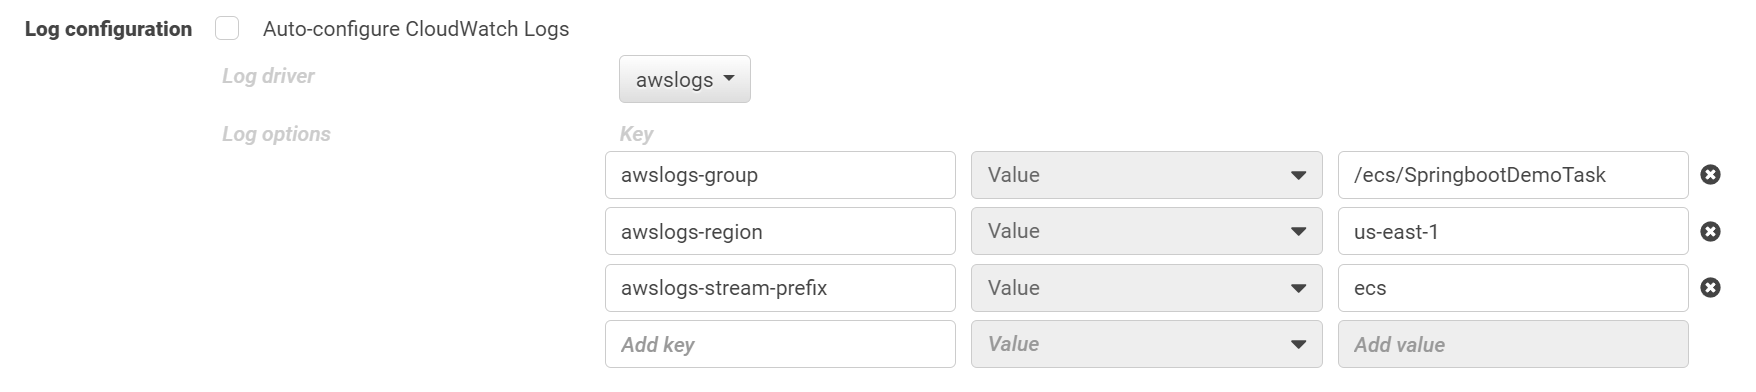 Log configuration Auto-configure CloudWatch Logs
Log driver awslogs
Log options Key
awslogs-group Value /ecs/SpringbootDemoTask
awslogs-region Value us-east-1
awslogs-stream-prefix Value ecs
Add key Value Add value